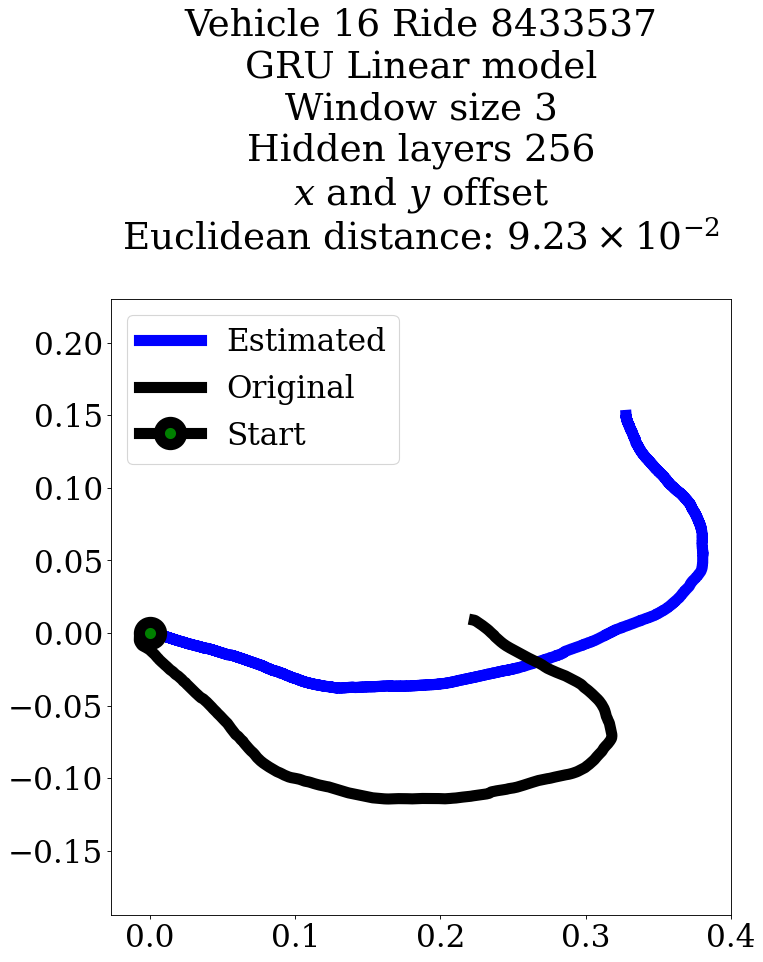 Vehicle 16 Ride 8433537
GRU Linear model
Window size 3
Hidden layers 256
x and y offset
Euclidean distance: 9.23 × 10⁻²
Estimated
Original
Start
0.20
0.15
0.10
0.05
0.00
−0.05
−0.10
−0.15
0.0 0.1 0.2 0.3 0.4